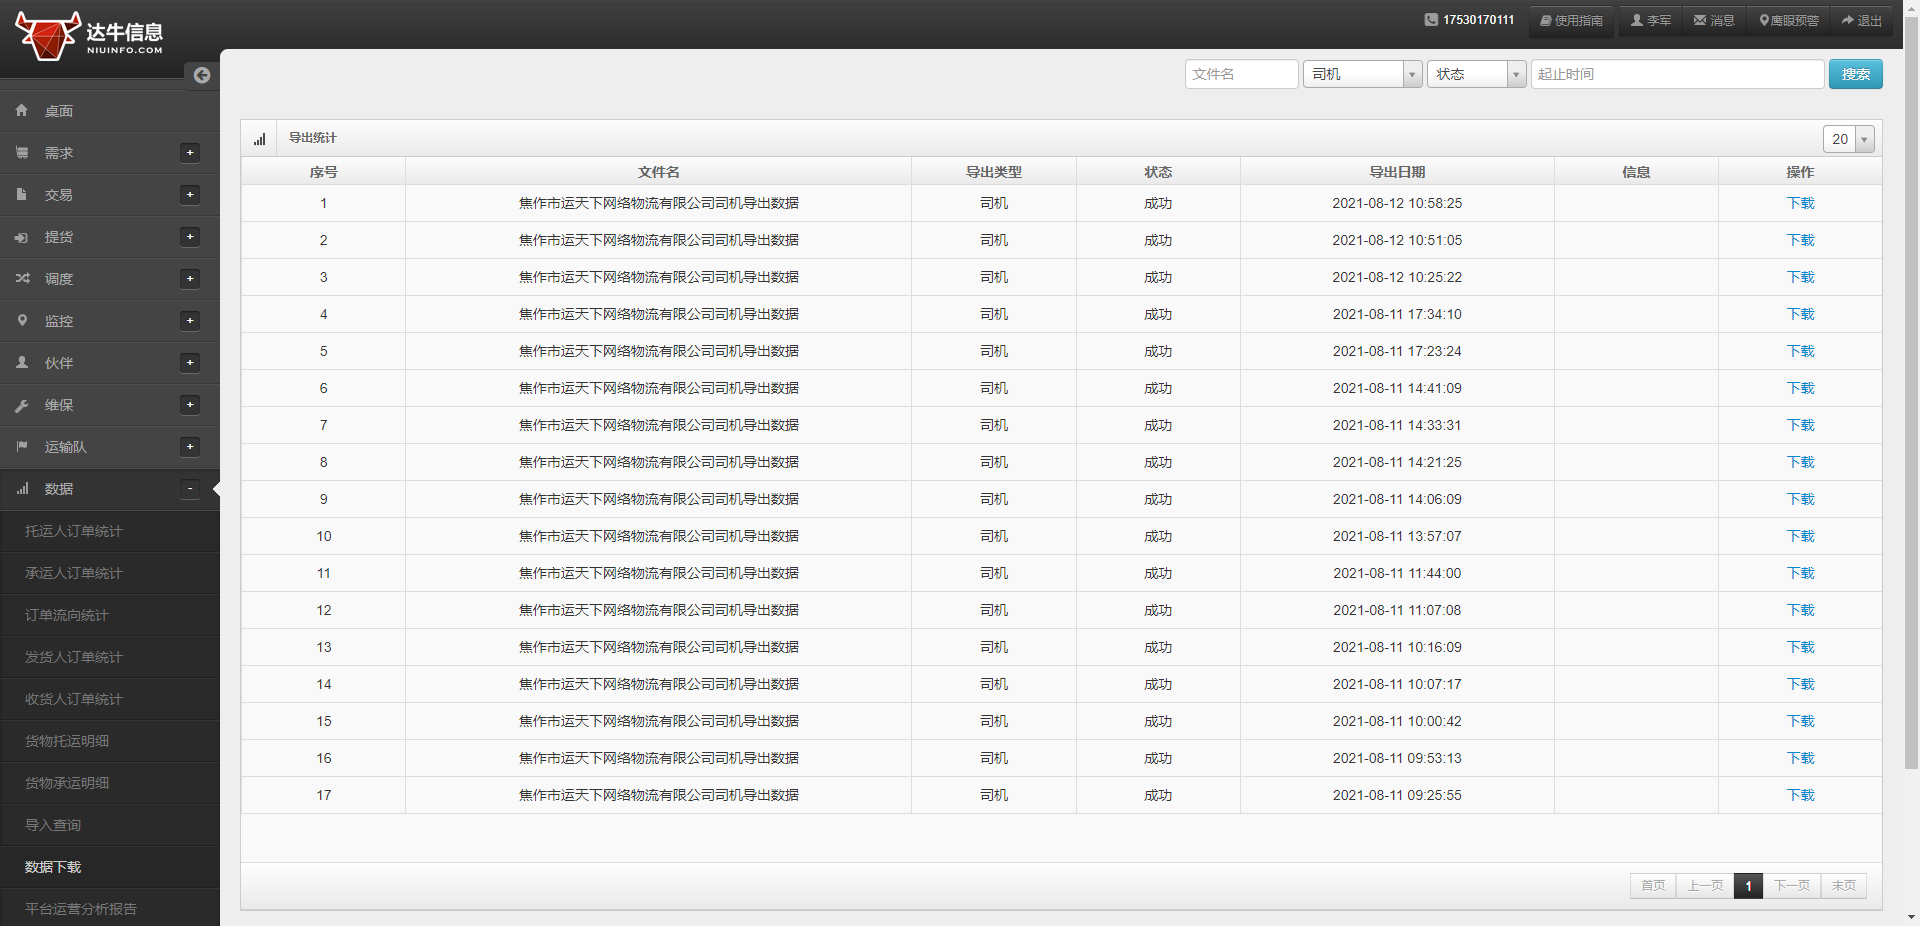 达牛信息
NIUINFO.COM
17530170111
使用指南
李军
消息
鹰眼预警
退出
文件名
司机
状态
起止时间
搜索
桌面
需求
+
交易
+
提货
+
调度
+
监控
+
伙伴
+
维保
+
运输队
+
数据
-
托运人订单统计
承运人订单统计
订单流向统计
发货人订单统计
收货人订单统计
货物托运明细
货物承运明细
导入查询
数据下载
平台运营分析报告
导出统计
20
序号 文件名 导出类型 状态 导出日期 信息 操作
1 焦作市运天下网络物流有限公司司机导出数据 司机 成功 2021-08-12 10:58:25 下载
2 焦作市运天下网络物流有限公司司机导出数据 司机 成功 2021-08-12 10:51:05 下载
3 焦作市运天下网络物流有限公司司机导出数据 司机 成功 2021-08-12 10:25:22 下载
4 焦作市运天下网络物流有限公司司机导出数据 司机 成功 2021-08-11 17:34:10 下载
5 焦作市运天下网络物流有限公司司机导出数据 司机 成功 2021-08-11 17:23:24 下载
6 焦作市运天下网络物流有限公司司机导出数据 司机 成功 2021-08-11 14:41:09 下载
7 焦作市运天下网络物流有限公司司机导出数据 司机 成功 2021-08-11 14:33:31 下载
8 焦作市运天下网络物流有限公司司机导出数据 司机 成功 2021-08-11 14:21:25 下载
9 焦作市运天下网络物流有限公司司机导出数据 司机 成功 2021-08-11 14:06:09 下载
10 焦作市运天下网络物流有限公司司机导出数据 司机 成功 2021-08-11 13:57:07 下载
11 焦作市运天下网络物流有限公司司机导出数据 司机 成功 2021-08-11 11:44:00 下载
12 焦作市运天下网络物流有限公司司机导出数据 司机 成功 2021-08-11 11:07:08 下载
13 焦作市运天下网络物流有限公司司机导出数据 司机 成功 2021-08-11 10:16:09 下载
14 焦作市运天下网络物流有限公司司机导出数据 司机 成功 2021-08-11 10:07:17 下载
15 焦作市运天下网络物流有限公司司机导出数据 司机 成功 2021-08-11 10:00:42 下载
16 焦作市运天下网络物流有限公司司机导出数据 司机 成功 2021-08-11 09:53:13 下载
17 焦作市运天下网络物流有限公司司机导出数据 司机 成功 2021-08-11 09:25:55 下载
首页 上一页 1 下一页 末页